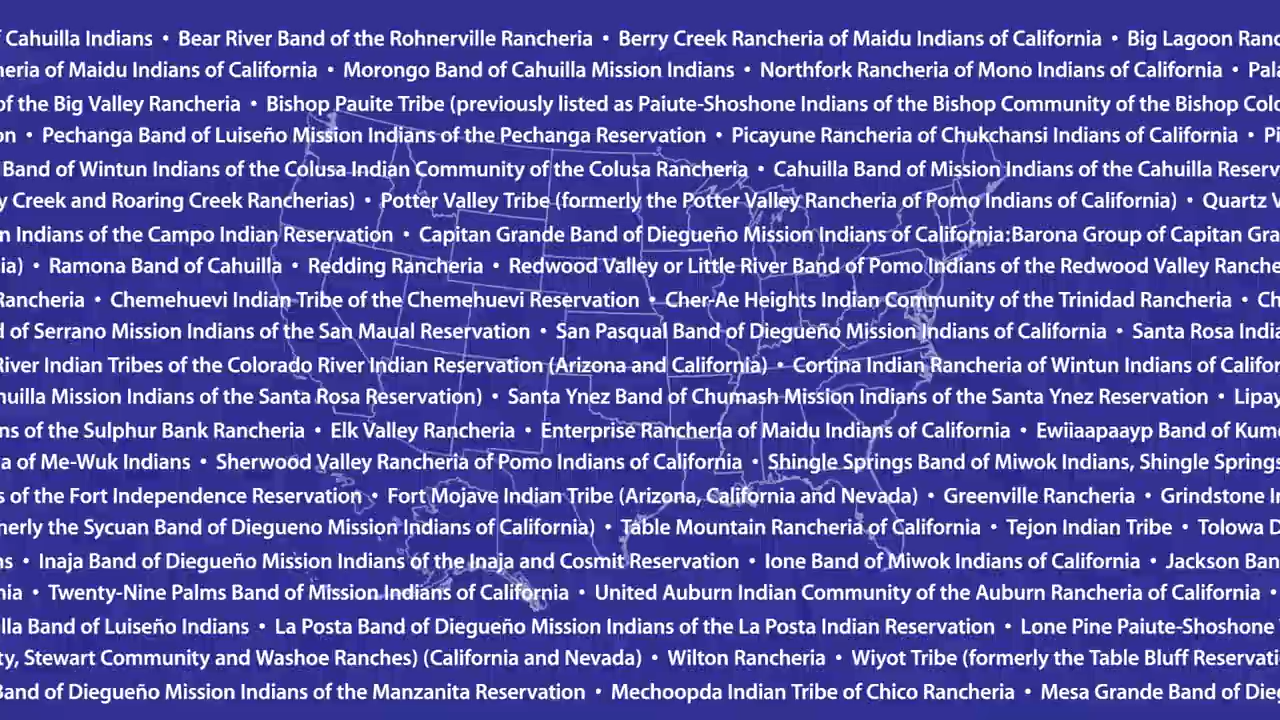 f Cahuilla Indians • Bear River Band of the Rohnerville Rancheria • Berry Creek Rancheria of Maidu Indians of California • Big Lagoon Ranc
heria of Maidu Indians of California • Morongo Band of Cahuilla Mission Indians • Northfork Rancheria of Mono Indians of California • Pala
of the Big Valley Rancheria • Bishop Pauite Tribe (previously listed as Paiute-Shoshone Indians of the Bishop Community of the Bishop Colo
on • Pechanga Band of Luiseño Mission Indians of the Pechanga Reservation • Picayune Rancheria of Chukchansi Indians of California • Pi
Band of Wintun Indians of the Colusa Indian Community of the Colusa Rancheria • Cahuilla Band of Mission Indians of the Cahuilla Reserv
y Creek and Roaring Creek Rancherias) • Potter Valley Tribe (formerly the Potter Valley Rancheria of Pomo Indians of California) • Quartz V
n Indians of the Campo Indian Reservation • Capitan Grande Band of Diegueño Mission Indians of California:Barona Group of Capitan Gra
ia) • Ramona Band of Cahuilla • Redding Rancheria • Redwood Valley or Little River Band of Pomo Indians of the Redwood Valley Ranche
Rancheria • Chemehuevi Indian Tribe of the Chemehuevi Reservation • Cher-Ae Heights Indian Community of the Trinidad Rancheria • Ch
d of Serrano Mission Indians of the San Maual Reservation • San Pasqual Band of Diegueño Mission Indians of California • Santa Rosa India
River Indian Tribes of the Colorado River Indian Reservation (Arizona and California) • Cortina Indian Rancheria of Wintun Indians of Califor
huilla Mission Indians of the Santa Rosa Reservation) • Santa Ynez Band of Chumash Mission Indians of the Santa Ynez Reservation • Lipay
ns of the Sulphur Bank Rancheria • Elk Valley Rancheria • Enterprise Rancheria of Maidu Indians of California • Ewiiaapaayp Band of Kume
a of Me-Wuk Indians • Sherwood Valley Rancheria of Pomo Indians of California • Shingle Springs Band of Miwok Indians, Shingle Springs
s of the Fort Independence Reservation • Fort Mojave Indian Tribe (Arizona, California and Nevada) • Greenville Rancheria • Grindstone In
merly the Sycuan Band of Diegueno Mission Indians of California) • Table Mountain Rancheria of California • Tejon Indian Tribe • Tolowa D
ns • Inaja Band of Diegueño Mission Indians of the Inaja and Cosmit Reservation • Ione Band of Miwok Indians of California • Jackson Ban
nia • Twenty-Nine Palms Band of Mission Indians of California • United Auburn Indian Community of the Auburn Rancheria of California •
lla Band of Luiseño Indians • La Posta Band of Diegueño Mission Indians of the La Posta Indian Reservation • Lone Pine Paiute-Shoshone
ty, Stewart Community and Washoe Ranches) (California and Nevada) • Wilton Rancheria • Wiyot Tribe (formerly the Table Bluff Reservati
Band of Diegueño Mission Indians of the Manzanita Reservation • Mechoopda Indian Tribe of Chico Rancheria • Mesa Grande Band of Dieg